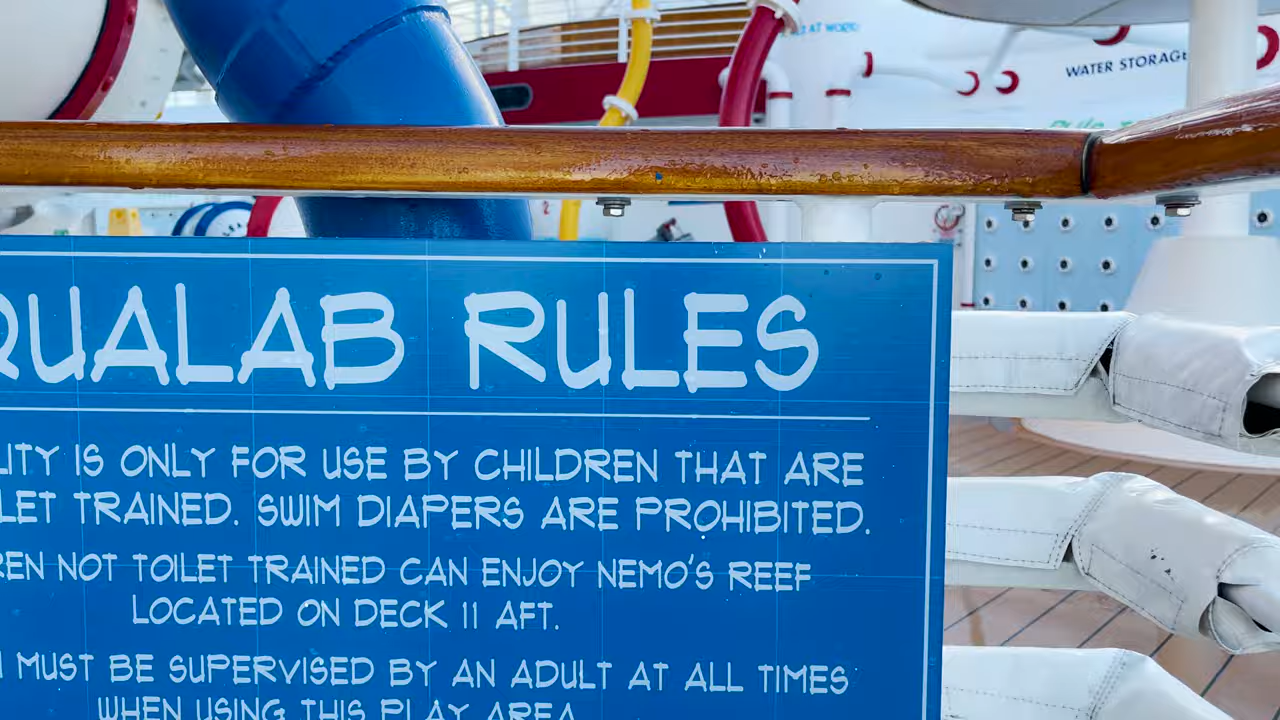 AT WORK
WATER STORAGE
QUALAB RULES
LITY IS ONLY FOR USE BY CHILDREN THAT ARE
LET TRAINED. SWIM DIAPERS ARE PROHIBITED.
REN NOT TOILET TRAINED CAN ENJOY NEMO'S REEF
LOCATED ON DECK 11 AFT.
MUST BE SUPERVISED BY AN ADULT AT ALL TIMES
WHEN USING THIS PLAY AREA